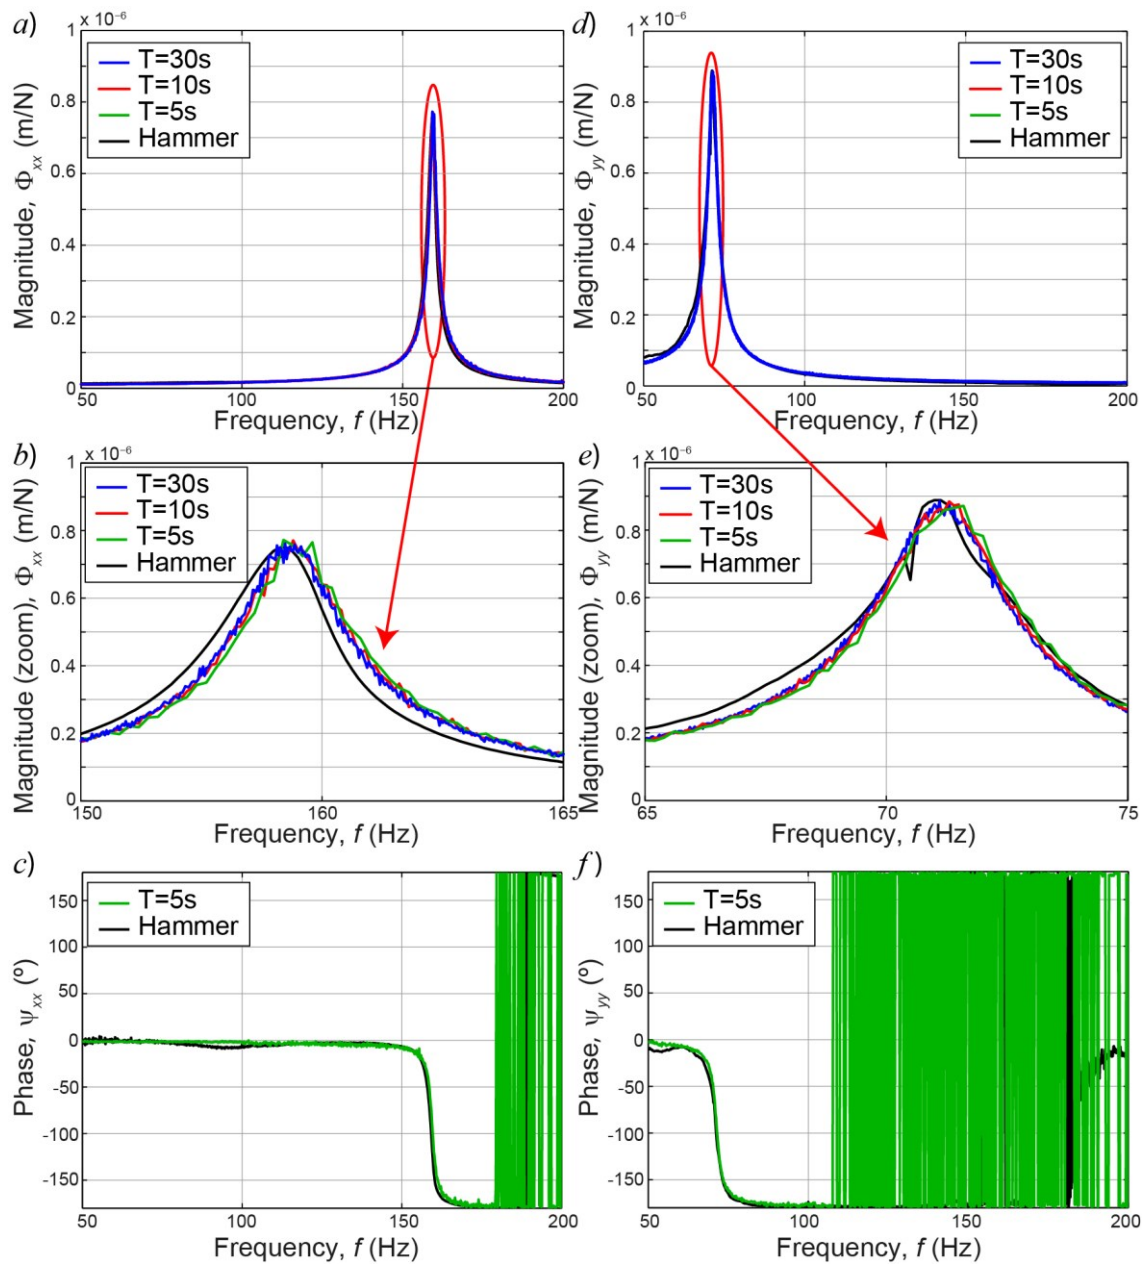 a)
1 x 10⁻⁶
T=30s
T=10s
T=5s
Hammer
0.8
0.6
0.4
0.2
0
Magnitude, Φxx (m/N)
50 100 150 200
Frequency, f (Hz)
d)
1 x 10⁻⁶
T=30s
T=10s
T=5s
Hammer
0.8
0.6
0.4
0.2
0
Magnitude, Φyy (m/N)
50 100 150 200
Frequency, f (Hz)
b)
1 x 10⁻⁶
T=30s
T=10s
T=5s
Hammer
0.8
0.6
0.4
0.2
0
Magnitude (zoom), Φxx (m/N)
150 160 165
Frequency, f (Hz)
e)
1 x 10⁻⁶
T=30s
T=10s
T=5s
Hammer
0.8
0.6
0.4
0.2
0
Magnitude (zoom), Φyy (m/N)
65 70 75
Frequency, f (Hz)
c)
T=5s
Hammer
150
100
50
0
-50
-100
-150
Phase, ψxx (º)
50 100 150 200
Frequency, f (Hz)
f)
T=5s
Hammer
150
100
50
0
-50
-100
-150
Phase, ψyy (º)
50 100 150 200
Frequency, f (Hz)